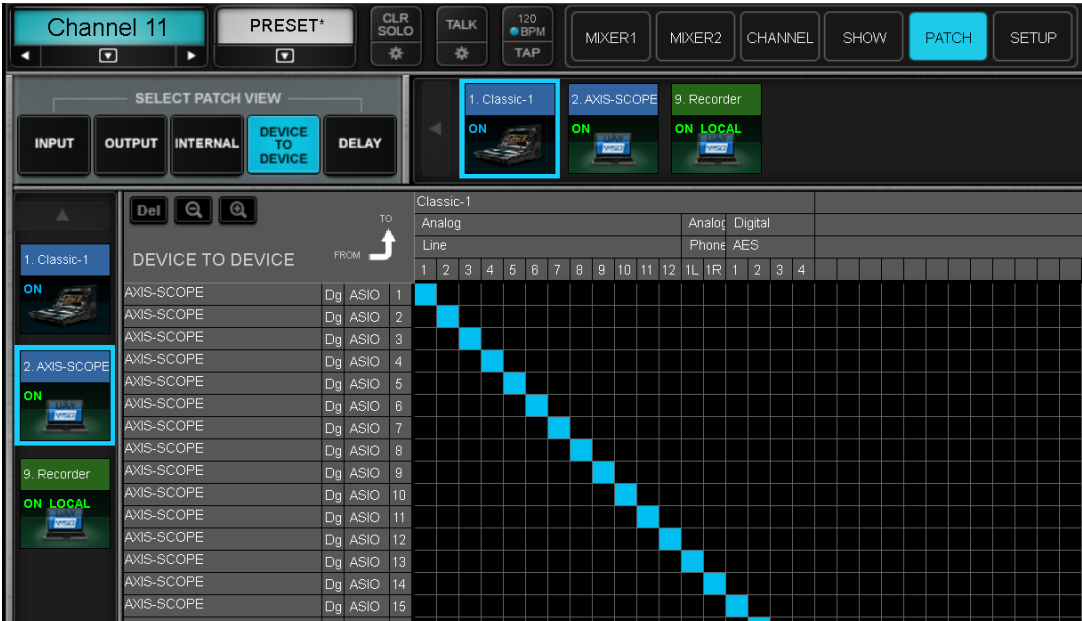 Channel 11
PRESET*
CLR SOLO
TALK
120 BPM
TAP
MIXER1
MIXER2
CHANNEL
SHOW
PATCH
SETUP
SELECT PATCH VIEW
INPUT
OUTPUT
INTERNAL
DEVICE TO DEVICE
DELAY
1. Classic-1
ON
2. AXIS-SCOPE
ON
9. Recorder
ON LOCAL
1. Classic-1
ON
2. AXIS-SCOPE
ON
9. Recorder
ON LOCAL
Del
TO
FROM
DEVICE TO DEVICE
Classic-1
Analog Analog Digital
Line Phone AES
1 2 3 4 5 6 7 8 9 10 11 12 1L 1R 1 2 3 4
AXIS-SCOPE Dg ASIO 1
AXIS-SCOPE Dg ASIO 2
AXIS-SCOPE Dg ASIO 3
AXIS-SCOPE Dg ASIO 4
AXIS-SCOPE Dg ASIO 5
AXIS-SCOPE Dg ASIO 6
AXIS-SCOPE Dg ASIO 7
AXIS-SCOPE Dg ASIO 8
AXIS-SCOPE Dg ASIO 9
AXIS-SCOPE Dg ASIO 10
AXIS-SCOPE Dg ASIO 11
AXIS-SCOPE Dg ASIO 12
AXIS-SCOPE Dg ASIO 13
AXIS-SCOPE Dg ASIO 14
AXIS-SCOPE Dg ASIO 15